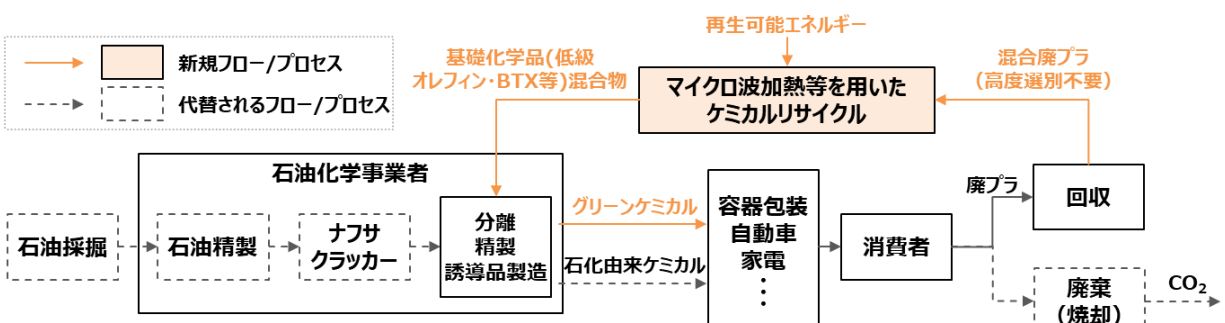 新規フロー/プロセス
代替されるフロー/プロセス
再生可能エネルギー
基礎化学品(低級
オレフィン・BTX等)混合物
マイクロ波加熱等を用いた
ケミカルリサイクル
混合廃プラ
（高度選別不要）
石油化学事業者
石油採掘
石油精製
ナフサ
クラッカー
分離
精製
誘導品製造
グリーンケミカル
石化由来ケミカル
容器包装
自動車
家電
⋮
消費者
廃プラ
回収
廃棄
（焼却）
CO₂